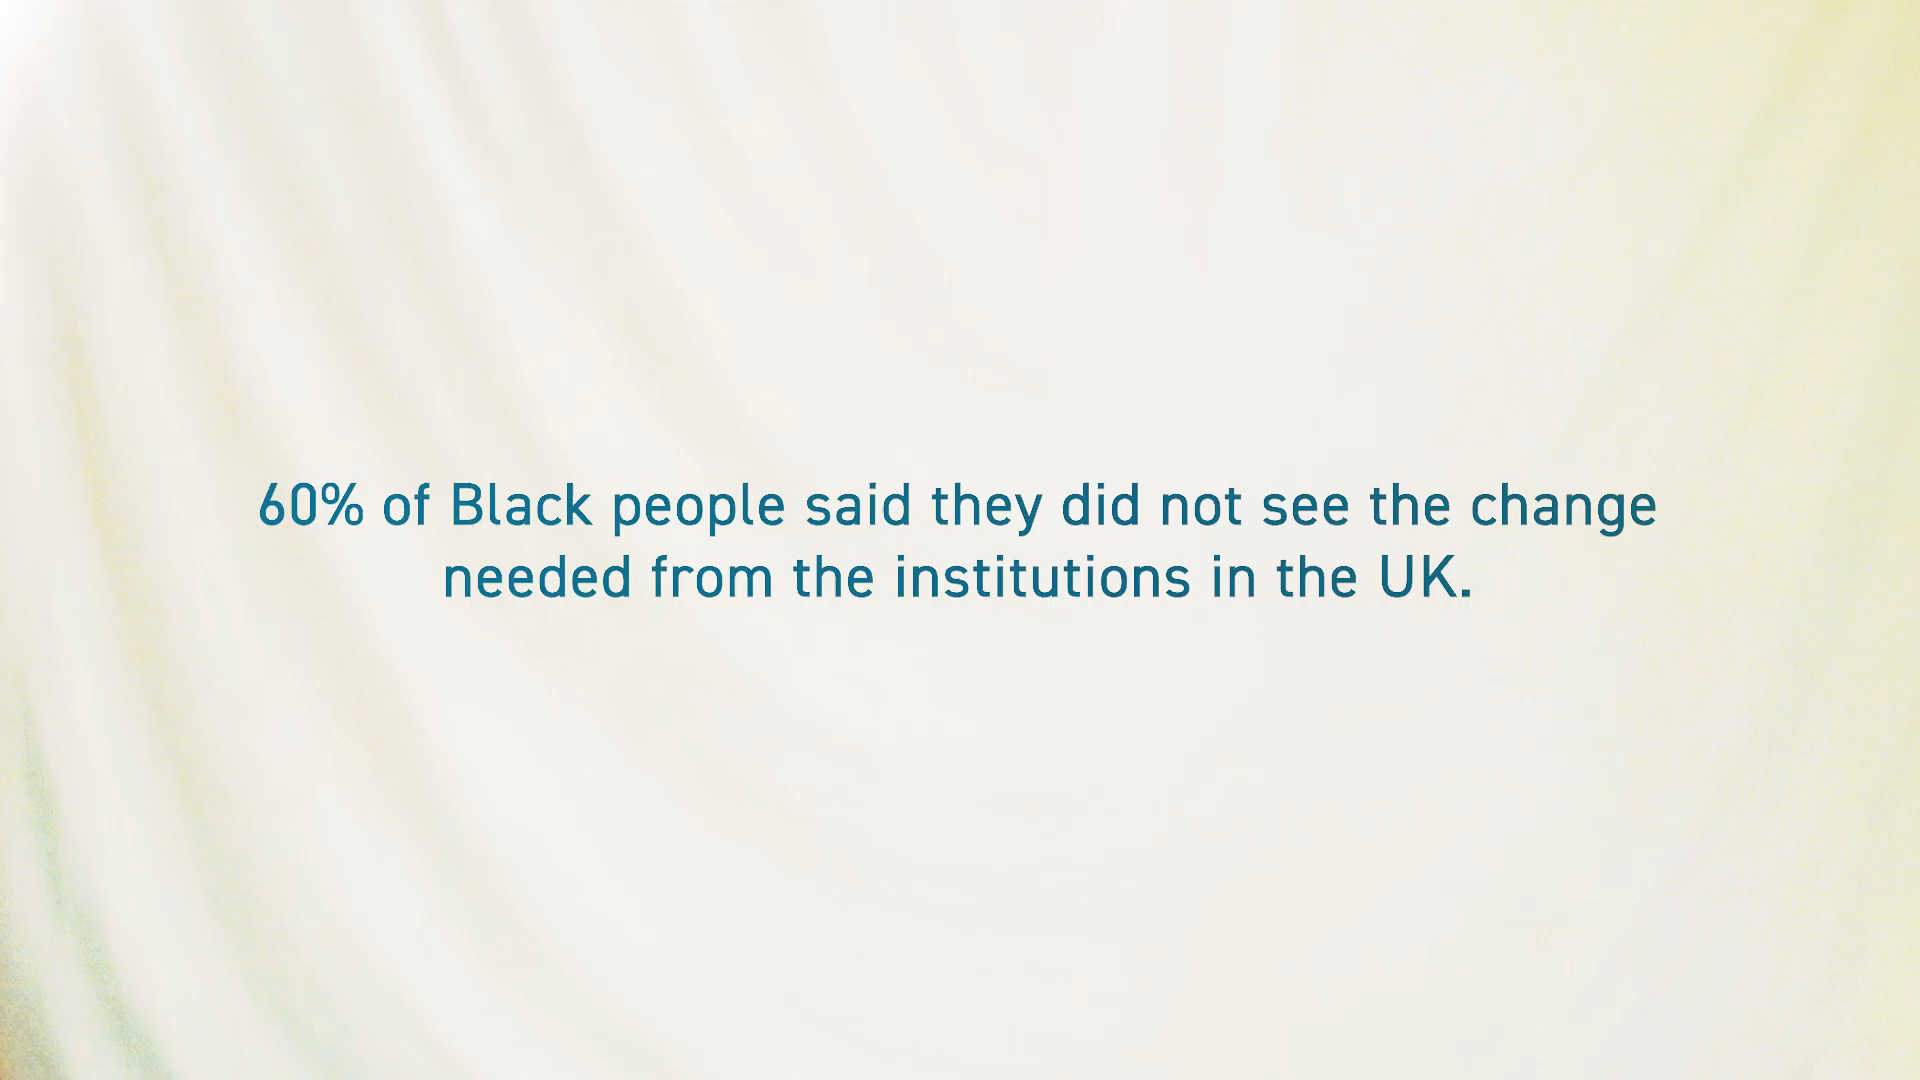 60% of Black people said they did not see the change
needed from the institutions in the UK.